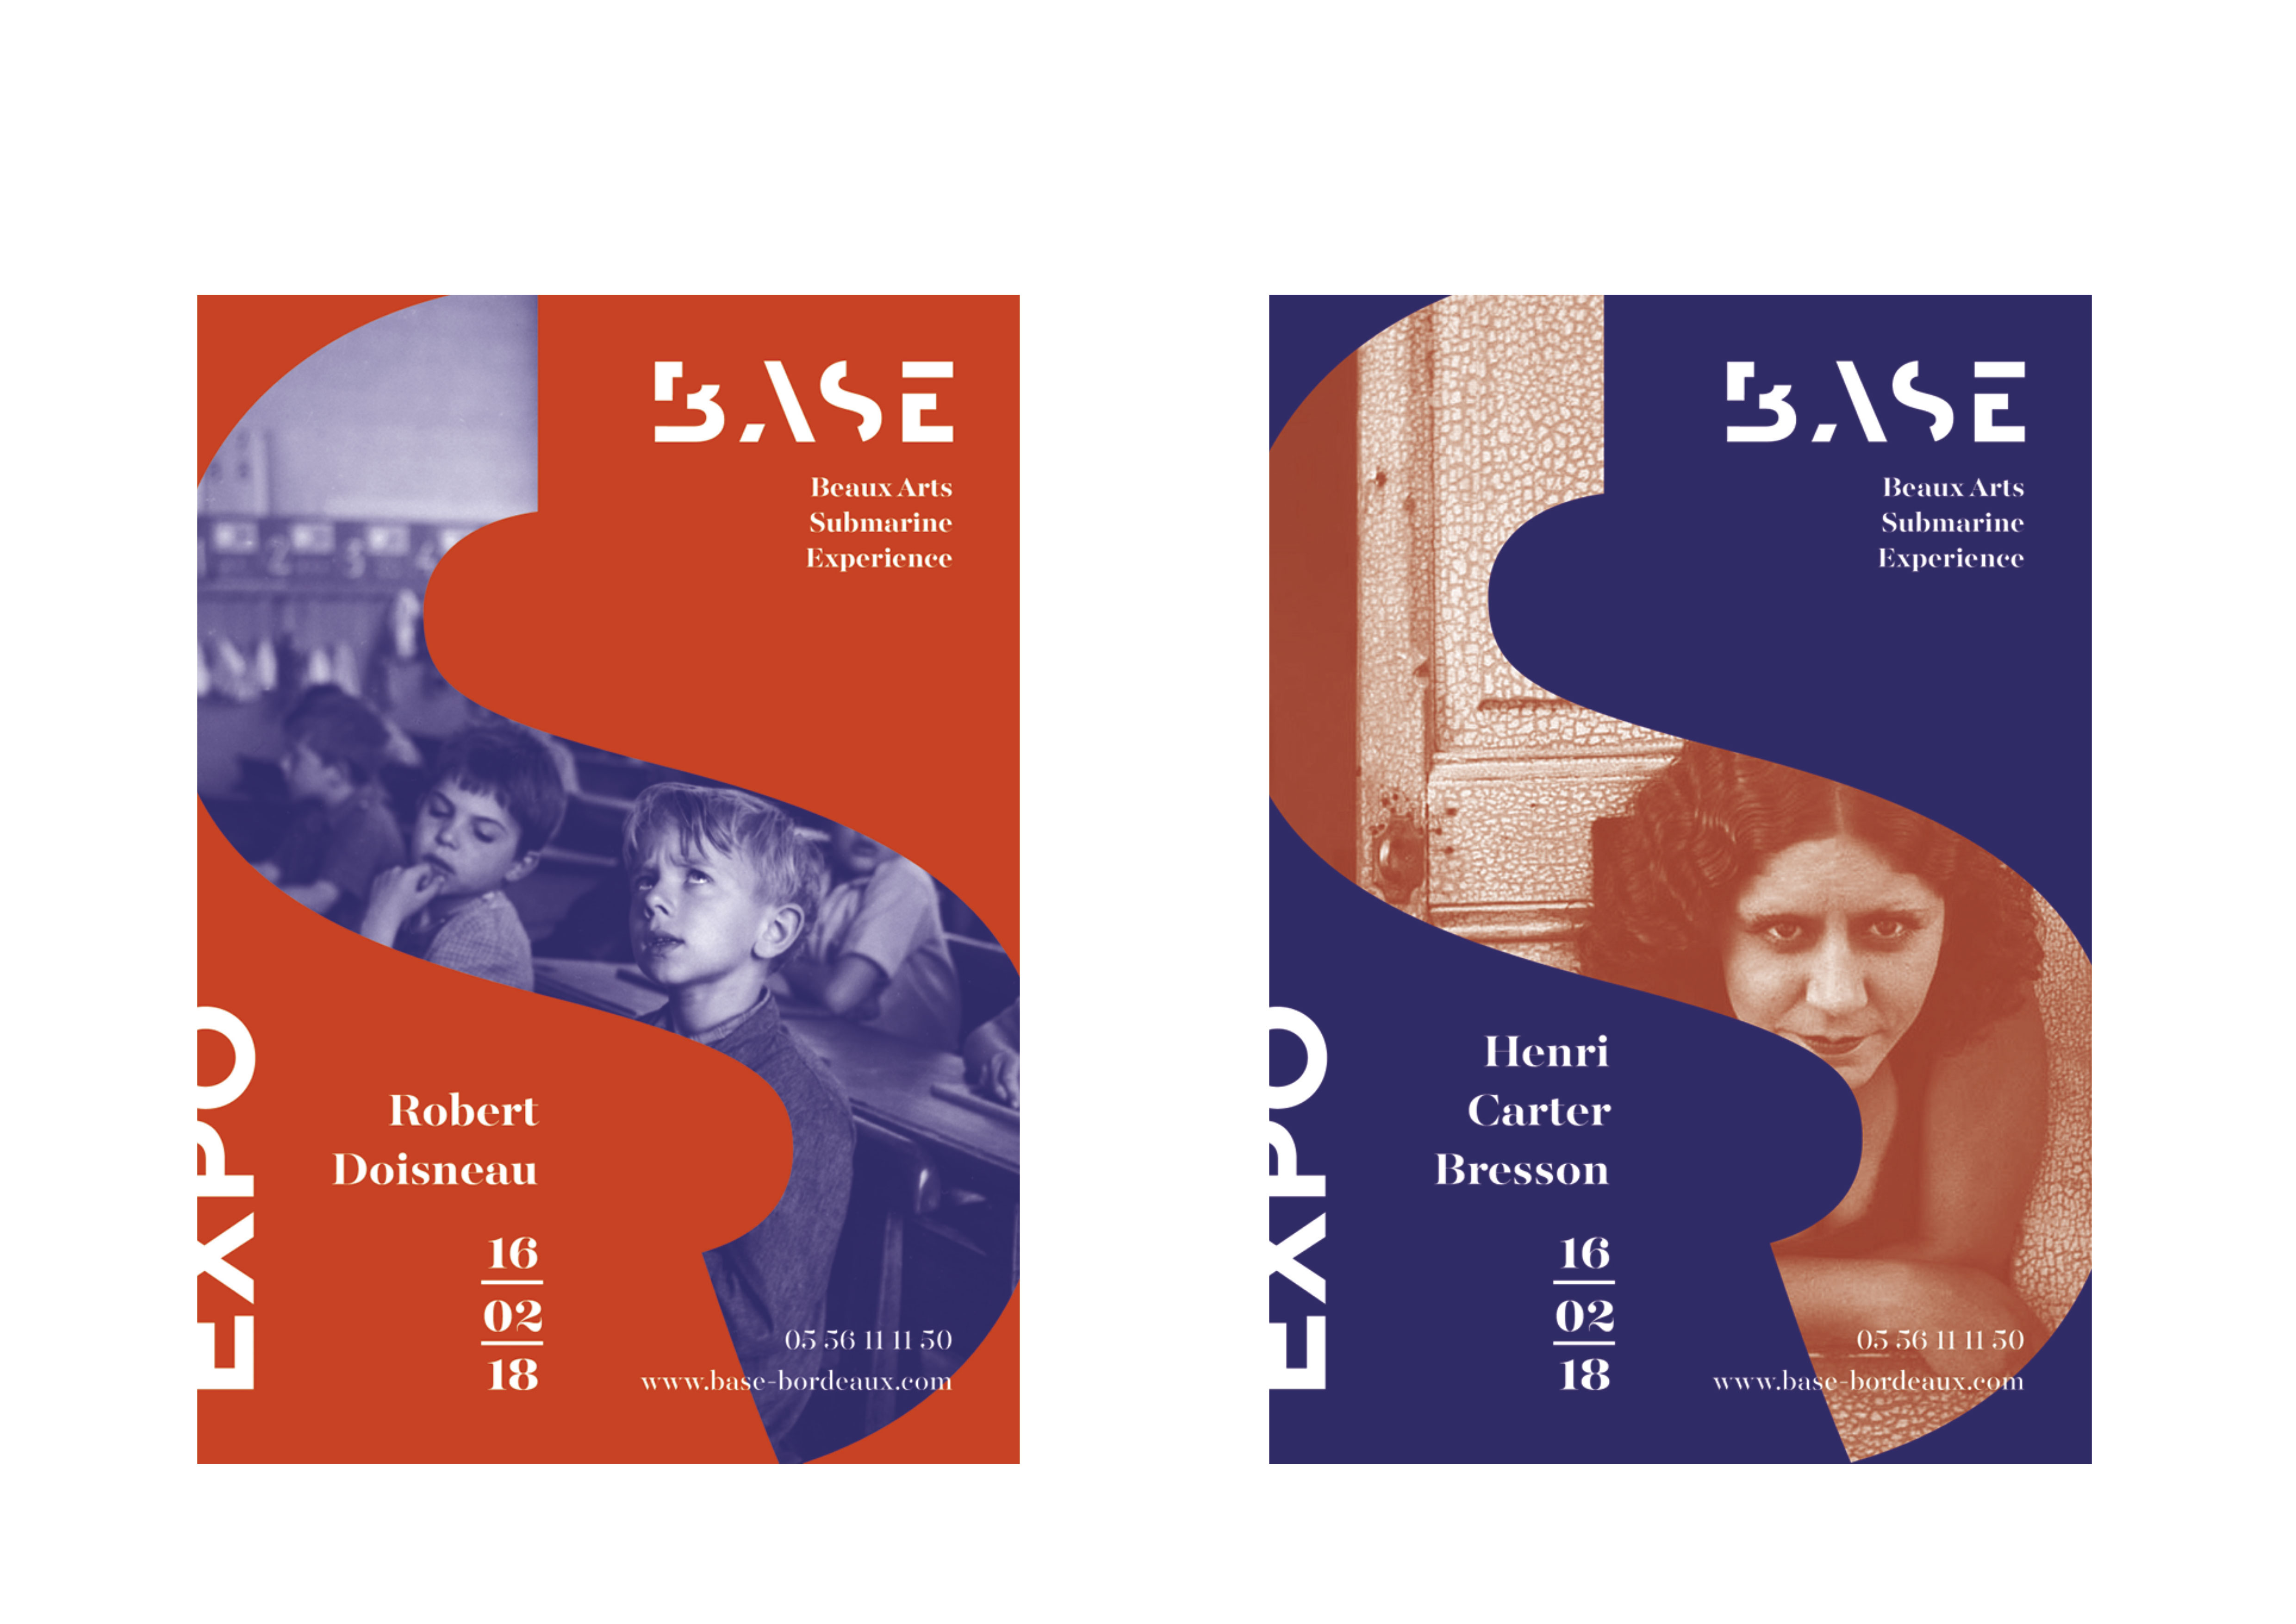 BASE
Beaux Arts
Submarine
Experience
EXPO
Robert
Doisneau
16
02
18
05 56 11 11 50
www.base-bordeaux.com
BASE
Beaux Arts
Submarine
Experience
EXPO
Henri
Carter
Bresson
16
02
18
05 56 11 11 50
www.base-bordeaux.com